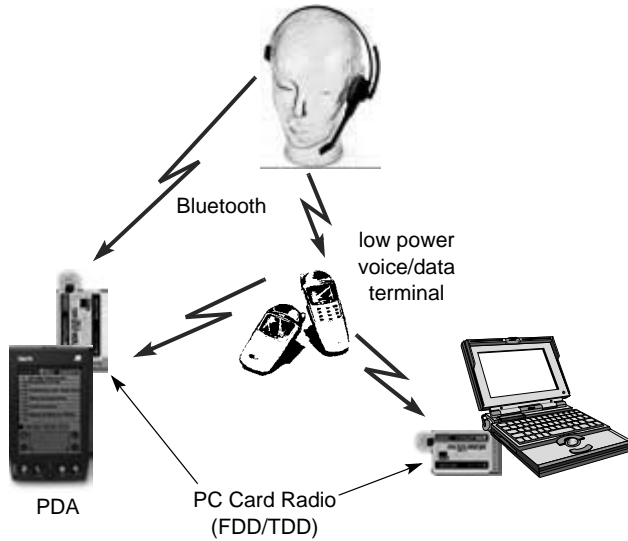 Bluetooth
low power
voice/data
terminal
PDA
PC Card Radio
(FDD/TDD)